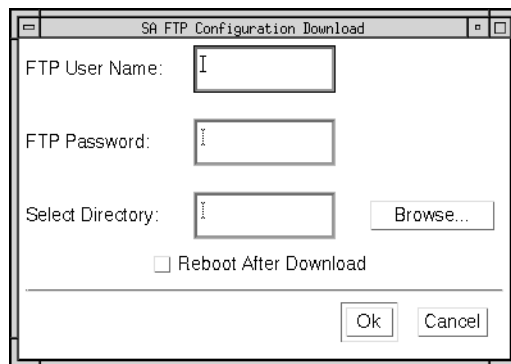 SA FTP Configuration Download
FTP User Name:
FTP Password:
Select Directory:
Browse...
Reboot After Download
Ok
Cancel